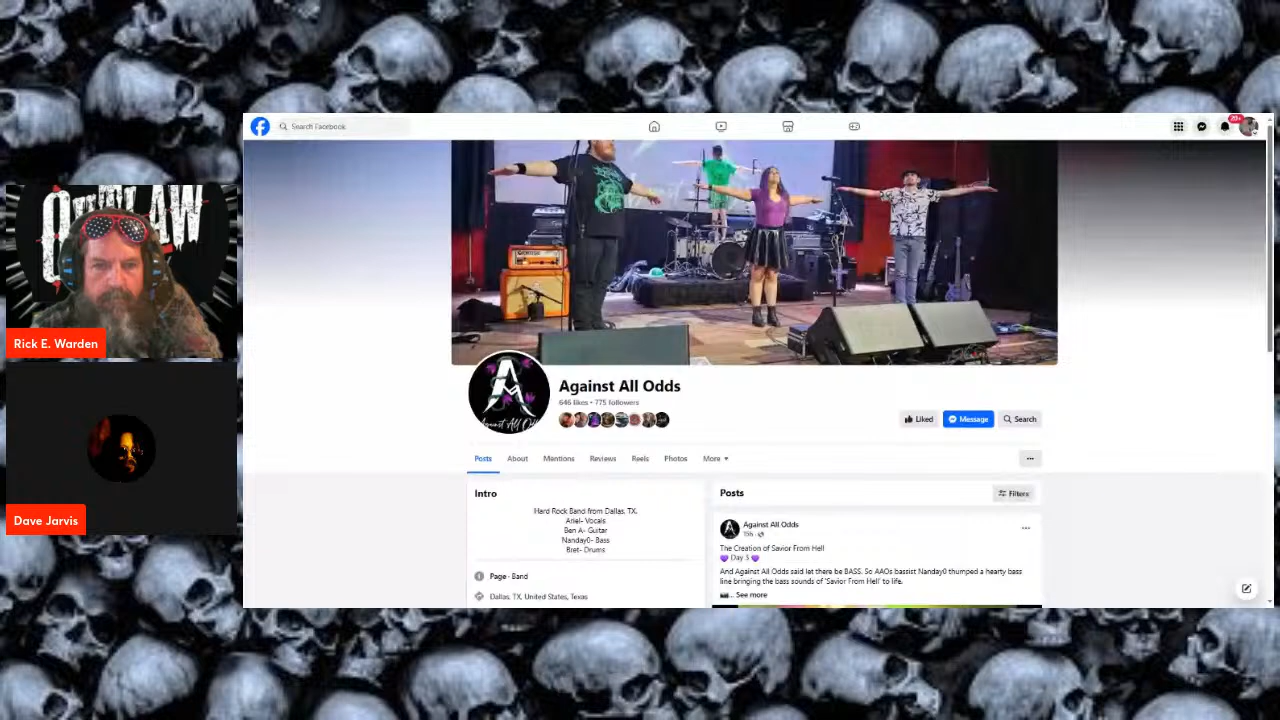 Search Facebook
20+
OUTLAW
Rick E. Warden
Dave Jarvis
Against All Odds
646 likes • 775 followers
Liked
Message
Search
Posts
About
Mentions
Reviews
Reels
Photos
More
Intro
Hard Rock Band from Dallas, TX.
Ariel- Vocals
Ben A- Guitar
Nanday0- Bass
Bret- Drums
Page · Band
Dallas, TX, United States, Texas
Posts
Filters
Against All Odds
The Creation of Savior From Hell
💜 Day 3 💜
And Against All Odds said let there be BASS. So AAOs bassist Nanday0 thumped a hearty bass
line bringing the bass sounds of 'Savior From Hell' to life.
... See more